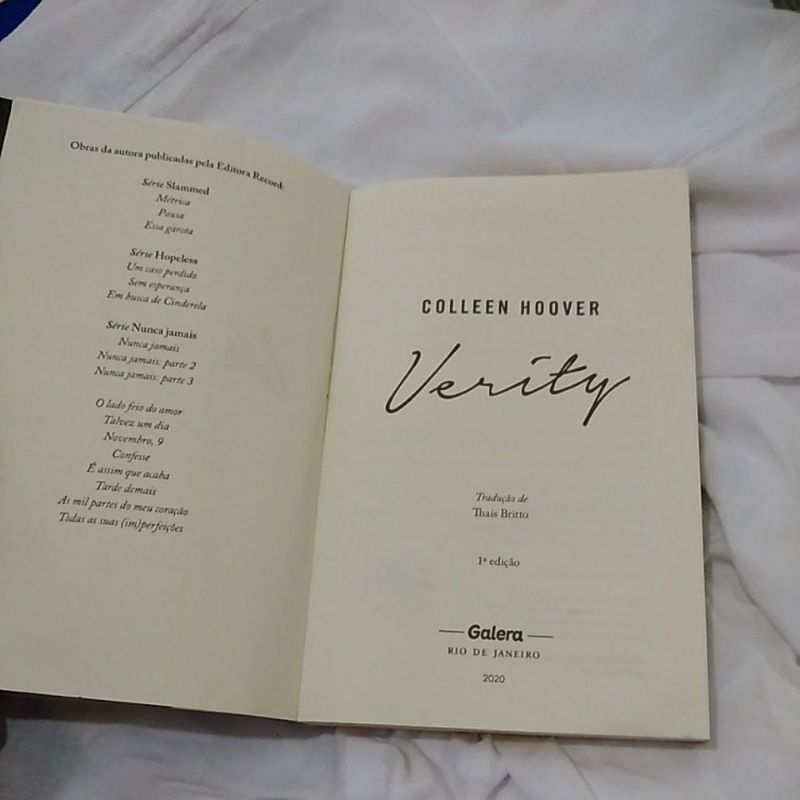 Obras da autora publicadas pela Editora Record:
Série Slammed
Métrica
Pausa
Essa garota
Série Hopeless
Um caso perdido
Sem esperança
Em busca de Cinderela
Série Nunca jamais
Nunca jamais
Nunca jamais: parte 2
Nunca jamais: parte 3
O lado feio do amor
Talvez um dia
Novembro, 9
Confesse
É assim que acaba
Tarde demais
As mil partes do meu coração
Todas as suas (im)perfeições
COLLEEN HOOVER
Verity
Tradução de
Thaís Britto
1ª edição
Galera
RIO DE JANEIRO
2020